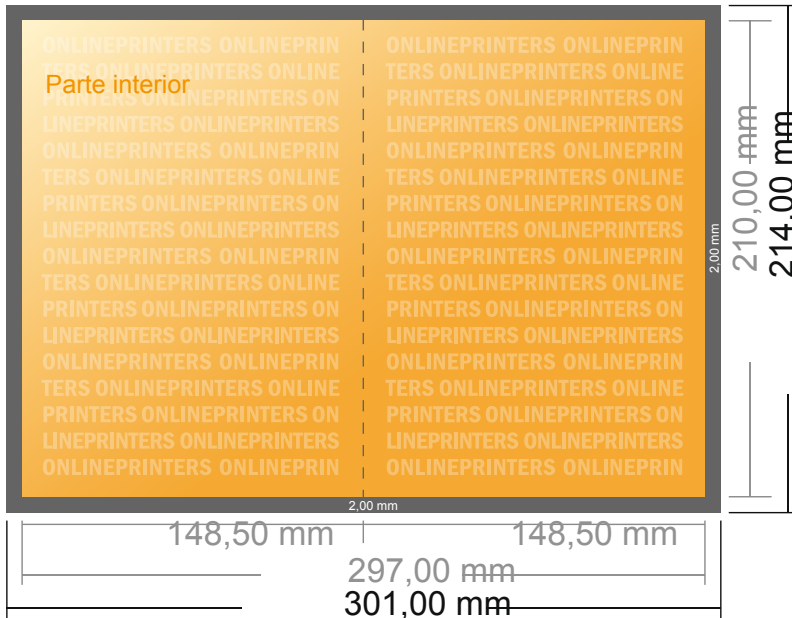 ONLINEPRINTERS ONLINEPRIN
TERS ONLINEPRINTERS ONLINE
Parte interior
PRINTERS ONLINEPRINTERS ON
LINEPRINTERS ONLINEPRINTERS
ONLINEPRINTERS ONLINEPRIN
TERS ONLINEPRINTERS ONLINE
PRINTERS ONLINEPRINTERS ON
LINEPRINTERS ONLINEPRINTERS
ONLINEPRINTERS ONLINEPRIN
TERS ONLINEPRINTERS ONLINE
PRINTERS ONLINEPRINTERS ON
LINEPRINTERS ONLINEPRINTERS
ONLINEPRINTERS ONLINEPRIN
TERS ONLINEPRINTERS ONLINE
PRINTERS ONLINEPRINTERS ON
LINEPRINTERS ONLINEPRINTERS
ONLINEPRINTERS ONLINEPRIN
ONLINEPRINTERS ONLINEPRIN
TERS ONLINEPRINTERS ONLINE
PRINTERS ONLINEPRINTERS ON
LINEPRINTERS ONLINEPRINTERS
ONLINEPRINTERS ONLINEPRIN
TERS ONLINEPRINTERS ONLINE
PRINTERS ONLINEPRINTERS ON
LINEPRINTERS ONLINEPRINTERS
ONLINEPRINTERS ONLINEPRIN
TERS ONLINEPRINTERS ONLINE
PRINTERS ONLINEPRINTERS ON
LINEPRINTERS ONLINEPRINTERS
ONLINEPRINTERS ONLINEPRIN
TERS ONLINEPRINTERS ONLINE
PRINTERS ONLINEPRINTERS ON
LINEPRINTERS ONLINEPRINTERS
ONLINEPRINTERS ONLINEPRIN
2,00 mm
210,00 mm
214,00 mm
2,00 mm
148,50 mm
148,50 mm
297,00 mm
301,00 mm